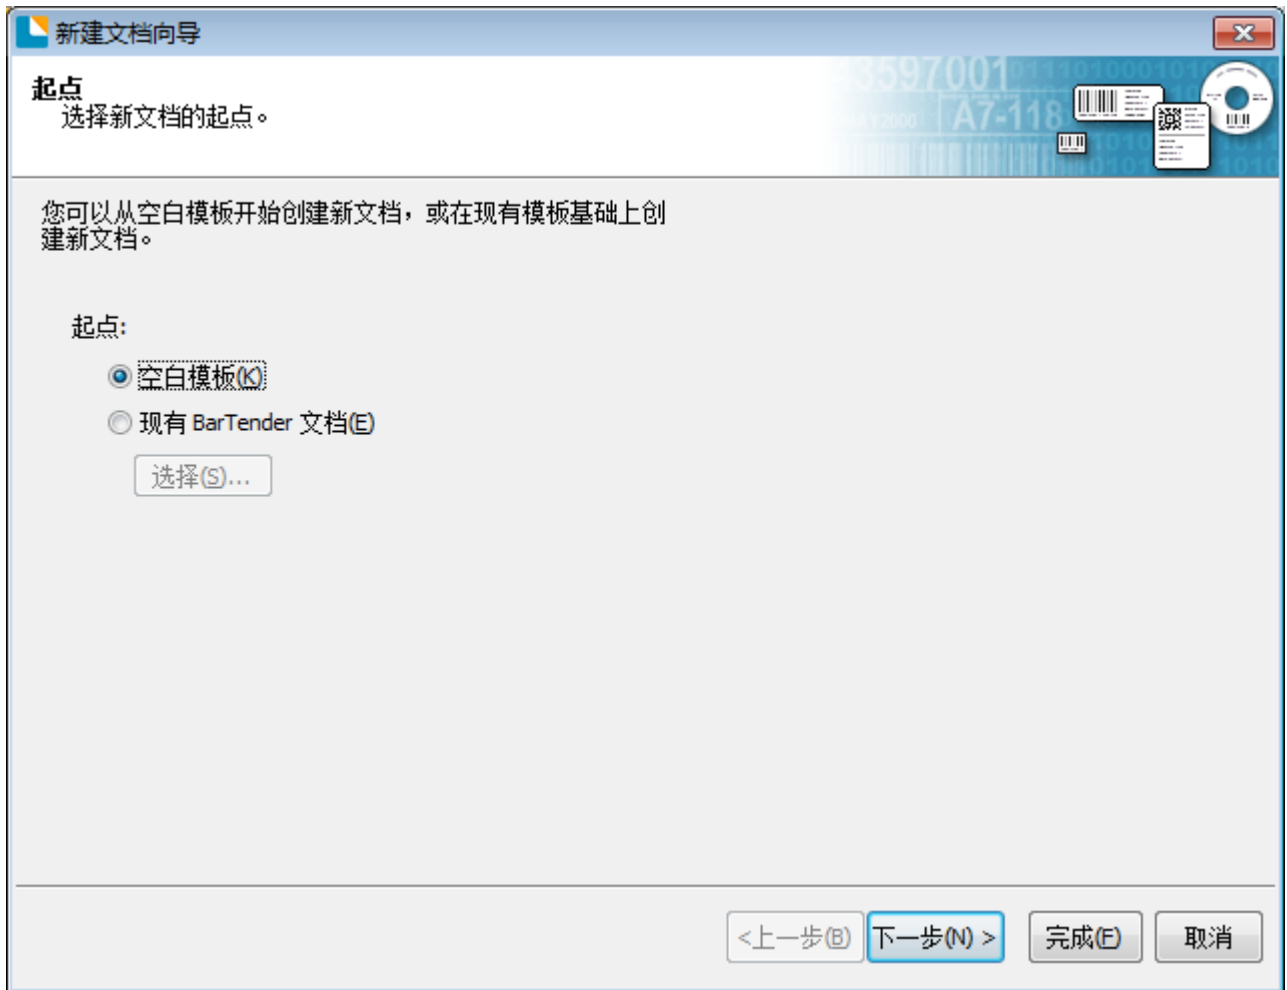 新建文档向导
起点
选择新文档的起点。
3597001
A7-118
您可以从空白模板开始创建新文档，或在现有模板基础上创
建新文档。
起点:
空白模板(K)
现有 BarTender 文档(E)
选择(S)...
<上一步(B)
下一步(N) >
完成(F)
取消